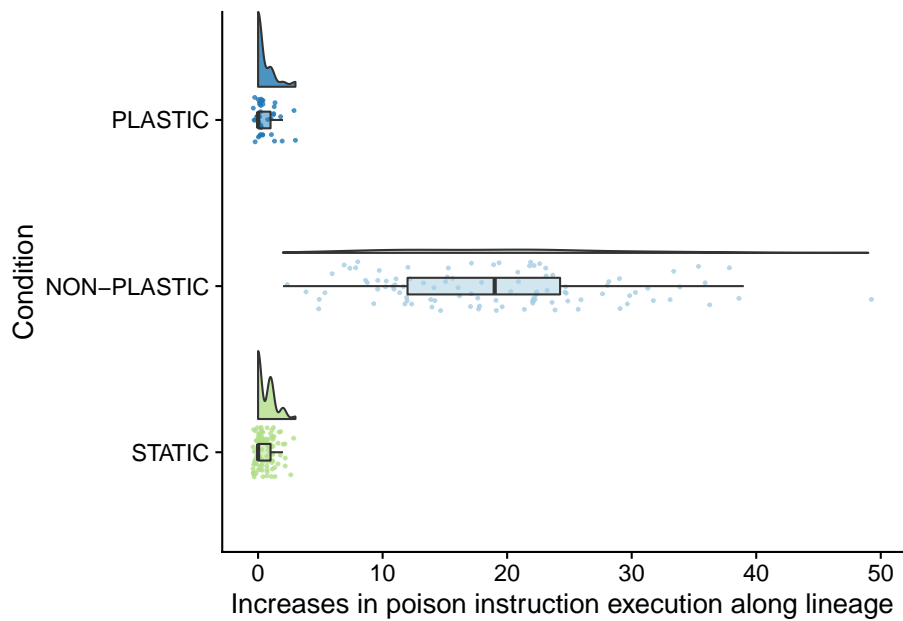 Condition
PLASTIC
NON−PLASTIC
STATIC
0 10 20 30 40 50
Increases in poison instruction execution along lineage